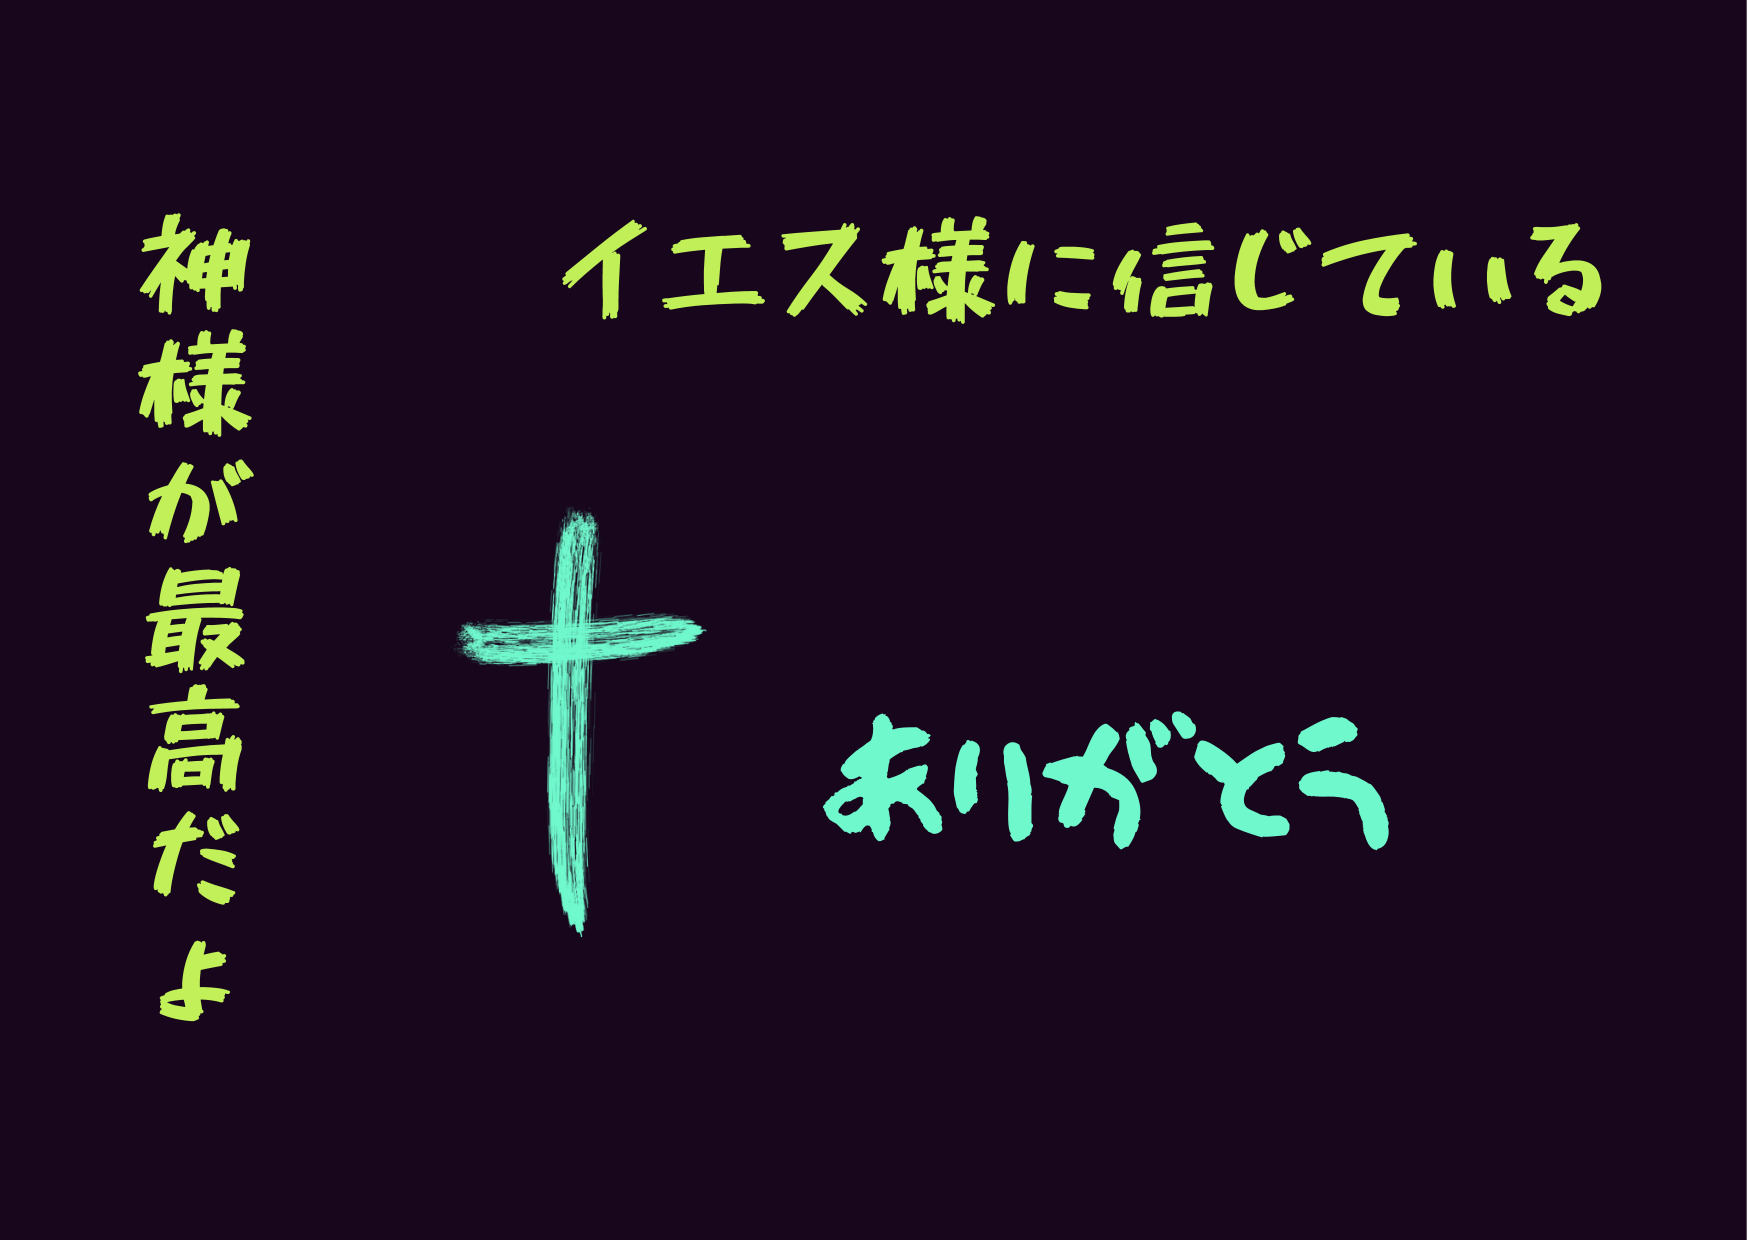 神様が最高だよ
イエス様に信じている
ありがとう